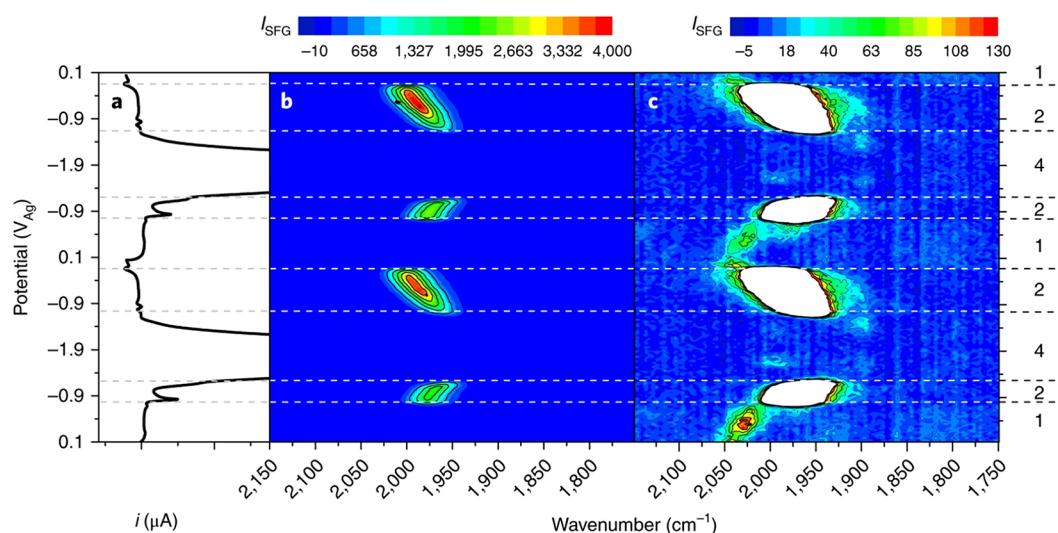 I_SFG
−10 658 1,327 1,995 2,663 3,332 4,000
I_SFG
−5 18 40 63 85 108 130
a
b
c
Potential (V_Ag)
0.1
−0.9
−1.9
−0.9
0.1
−0.9
−1.9
−0.9
0.1
1
2
4
2
1
2
4
2
1
2,150 2,100 2,050 2,000 1,950 1,900 1,850 1,800
2,100 2,050 2,000 1,950 1,900 1,850 1,800 1,750
i (μA)
Wavenumber (cm⁻¹)